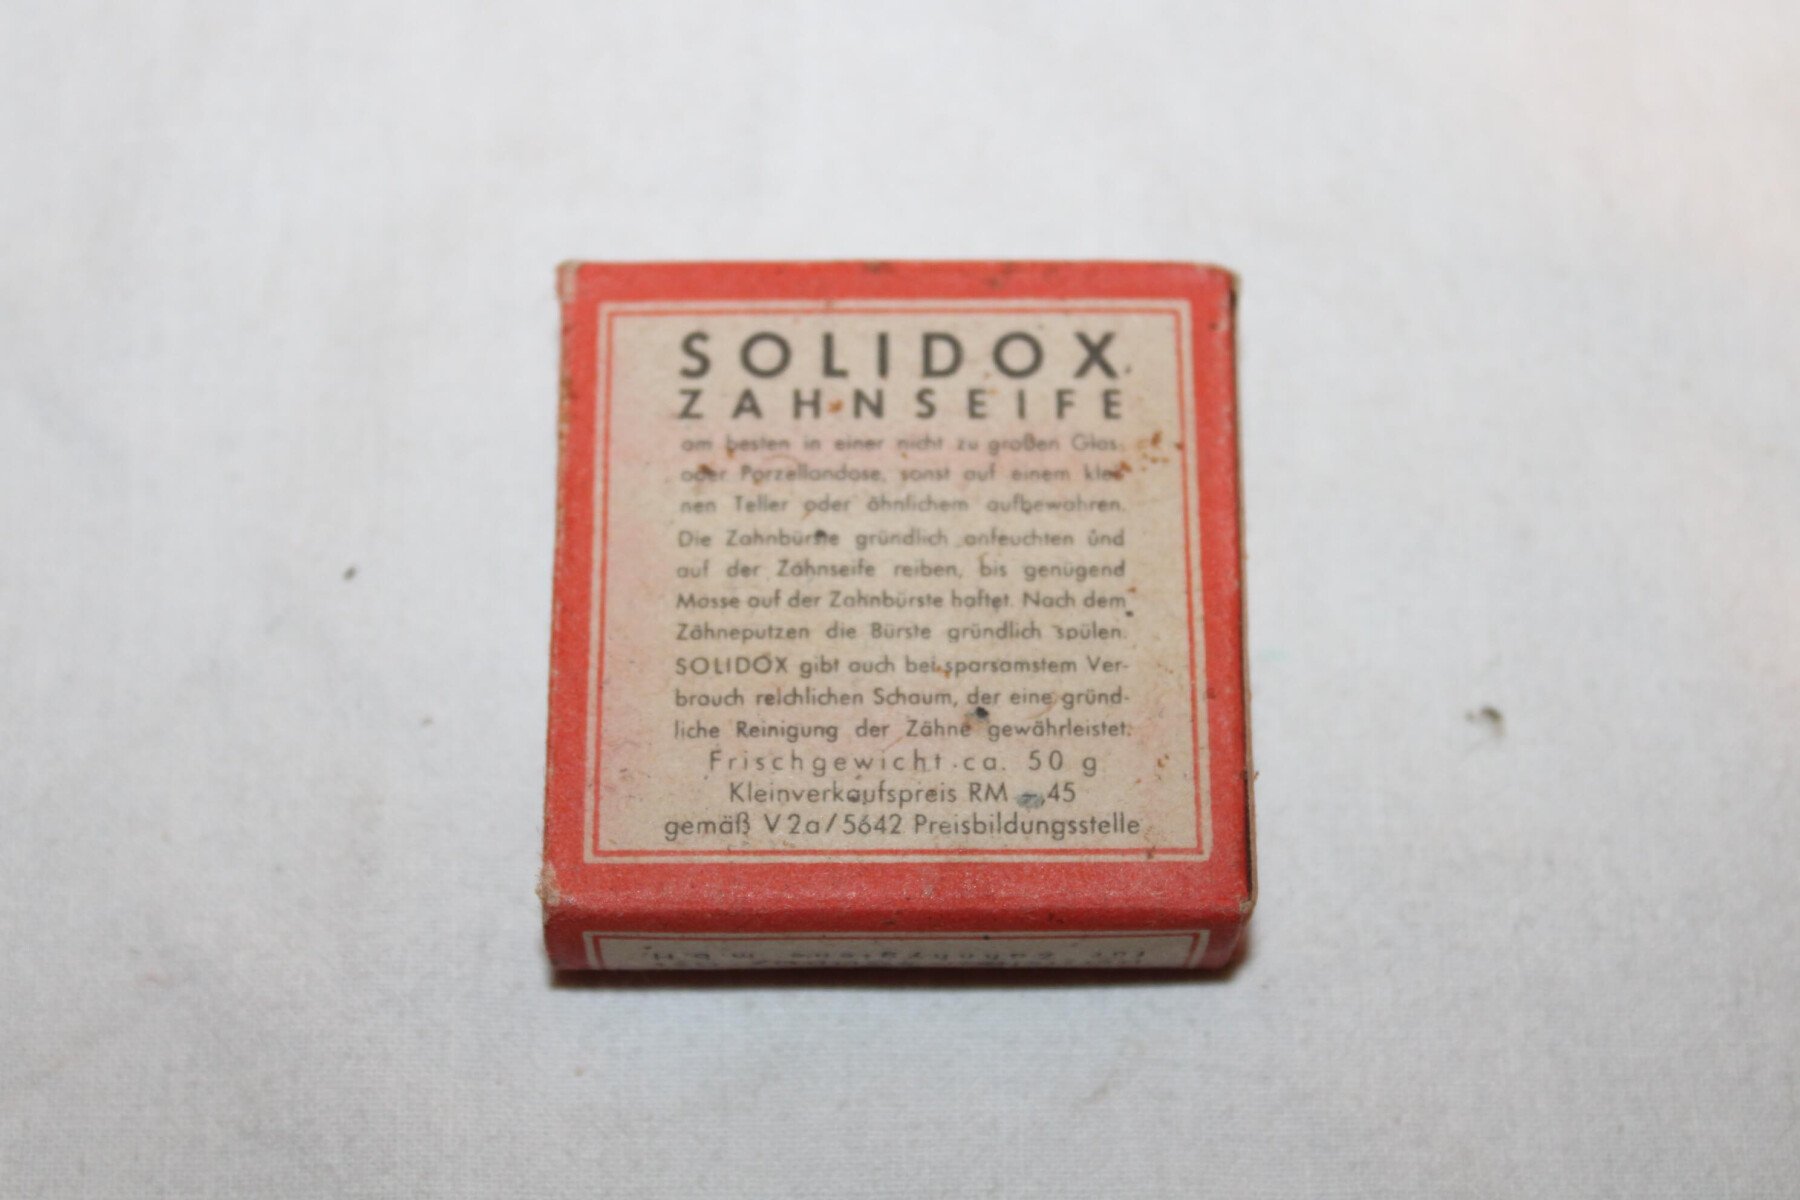 SOLIDOX
ZAHNSEIFE
am besten in einer nicht zu großen Glas-
oder Porzellandose, sonst auf einem klei-
nen Teller oder ähnlichem aufbewahren.
Die Zahnbürste gründlich anfeuchten und
auf der Zahnseife reiben, bis genügend
Masse auf der Zahnbürste haftet. Nach dem
Zähneputzen die Bürste gründlich spülen.
SOLIDOX gibt auch bei sparsamstem Ver-
brauch reichlichen Schaum, der eine gründ-
liche Reinigung der Zähne gewährleistet.
Frischgewicht ca. 50 g
Kleinverkaufspreis RM -.45
gemäß V2a/5642 Preisbildungsstelle